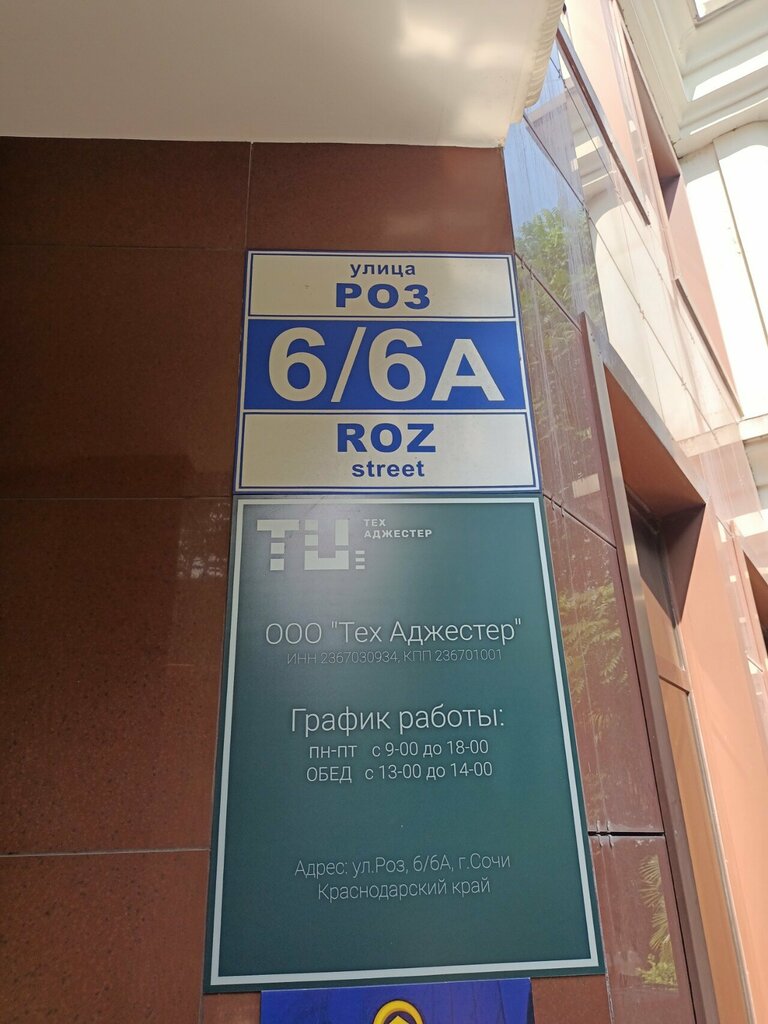 улица
РОЗ
6/6А
ROZ
street
ТЕХ
АДЖЕСТЕР
ООО "Тех Аджестер"
ИНН 2367030934, КПП 236701001
График работы:
пн-пт с 9-00 до 18-00
ОБЕД с 13-00 до 14-00
Адрес: ул.Роз, 6/6А, г.Сочи
Краснодарский край